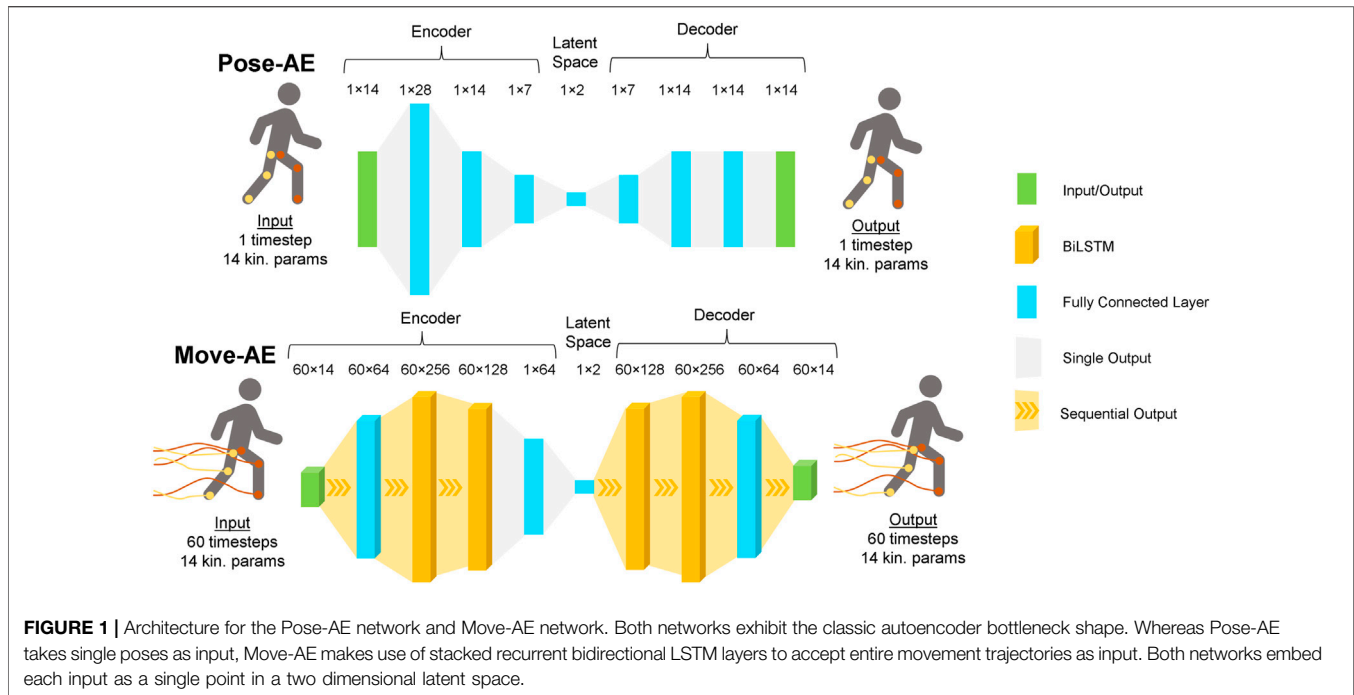 Encoder
Latent
Space
Decoder
Pose-AE
1×14 1×28 1×14 1×7 1×2 1×7 1×14 1×14 1×14
Input
1 timestep
14 kin. params
Output
1 timestep
14 kin. params
Encoder
Latent
Space
Decoder
Move-AE
60×14 60×64 60×256 60×128 1×64 1×2 60×128 60×256 60×64 60×14
Input
60 timesteps
14 kin. params
Output
60 timesteps
14 kin. params
Input/Output
BiLSTM
Fully Connected Layer
Single Output
Sequential Output
FIGURE 1 | Architecture for the Pose-AE network and Move-AE network. Both networks exhibit the classic autoencoder bottleneck shape. Whereas Pose-AE
takes single poses as input, Move-AE makes use of stacked recurrent bidirectional LSTM layers to accept entire movement trajectories as input. Both networks embed
each input as a single point in a two dimensional latent space.